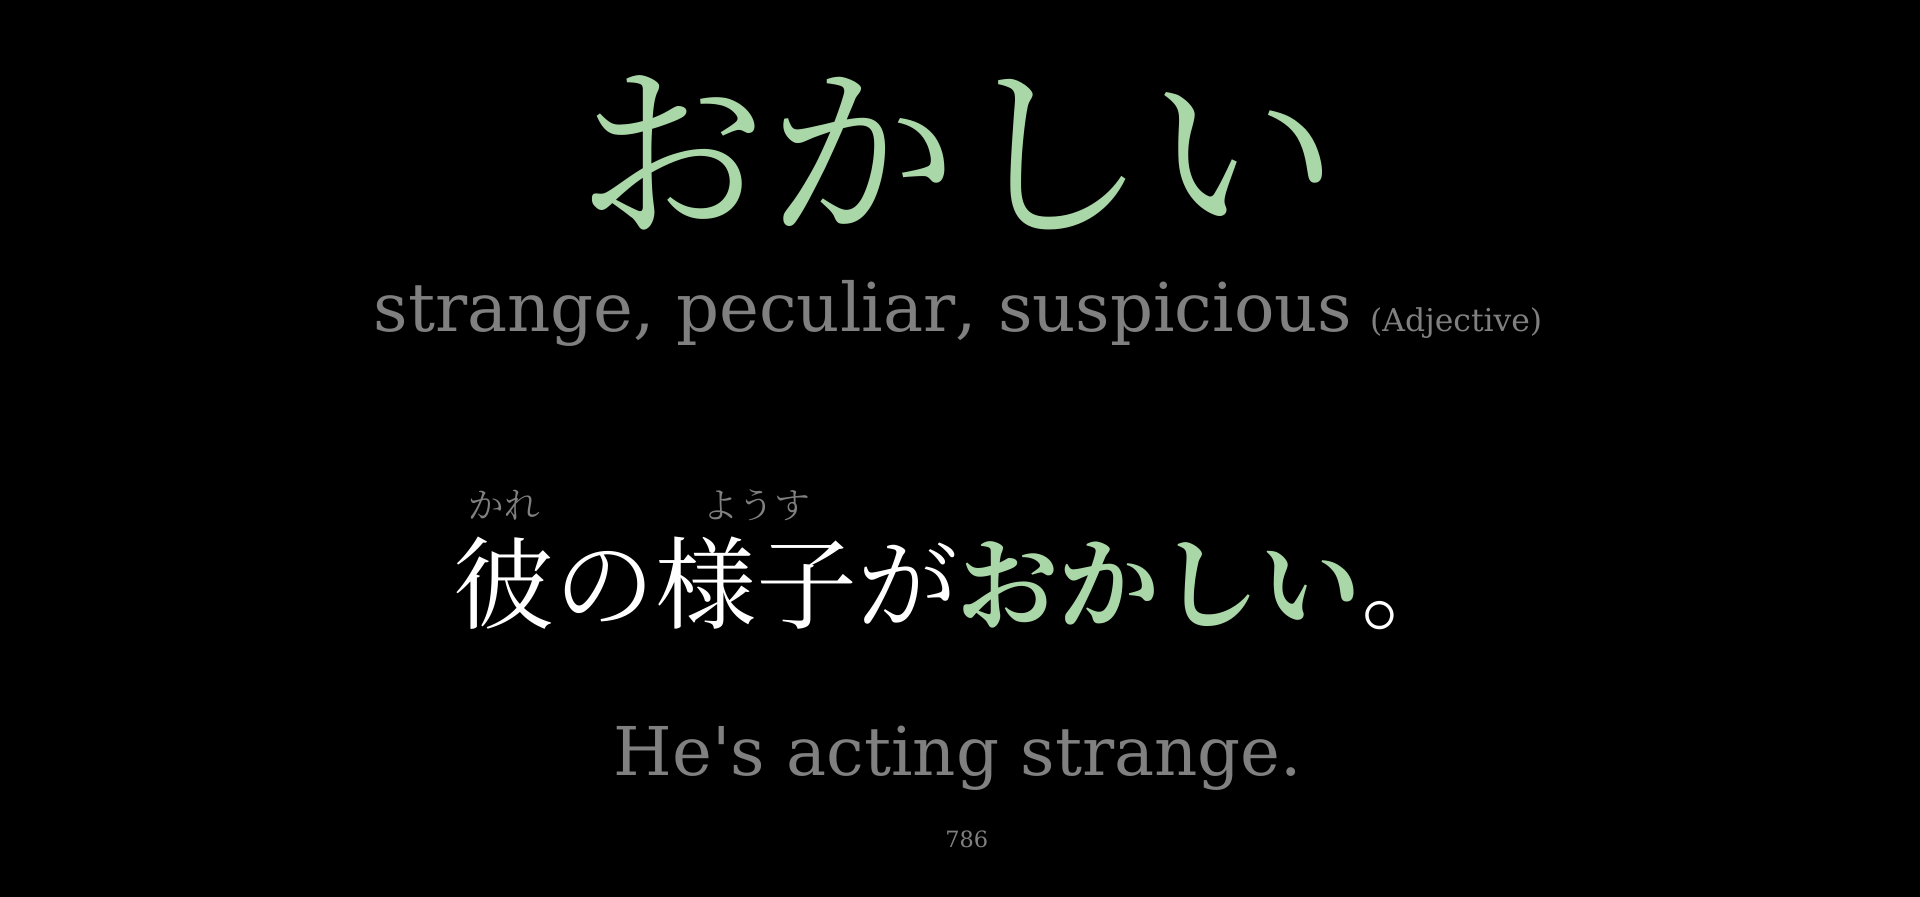 おかしい
strange, peculiar, suspicious (Adjective)
かれ ようす
彼の様子がおかしい。
He's acting strange.
786